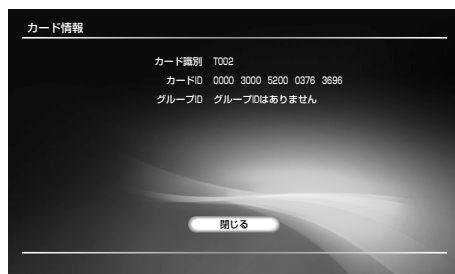 カード情報
カード識別 T002
カードID 0000 3000 5200 0376 3696
グループID グループIDはありません
閉じる